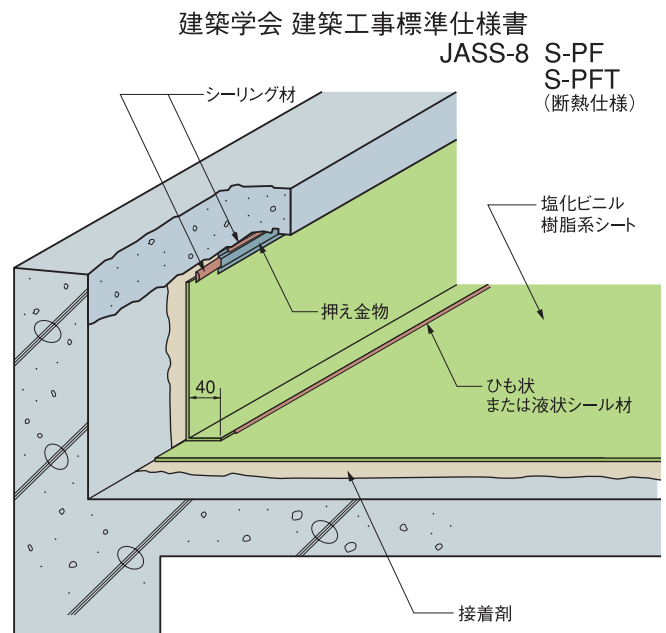 建築学会 建築工事標準仕様書
JASS-8 S-PF
S-PFT
(断熱仕様)
シーリング材
塩化ビニル
樹脂系シート
押え金物
40
ひも状
または液状シール材
接着剤